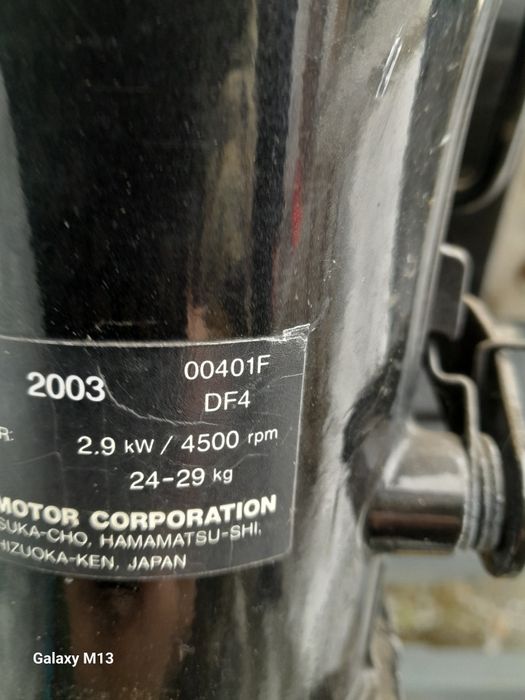 2003 00401F
DF4
R: 2.9 kW / 4500 rpm
24-29 kg
MOTOR CORPORATION
SUKA-CHO, HAMAMATSU-SHI,
HIZUOKA-KEN, JAPAN
Galaxy M13